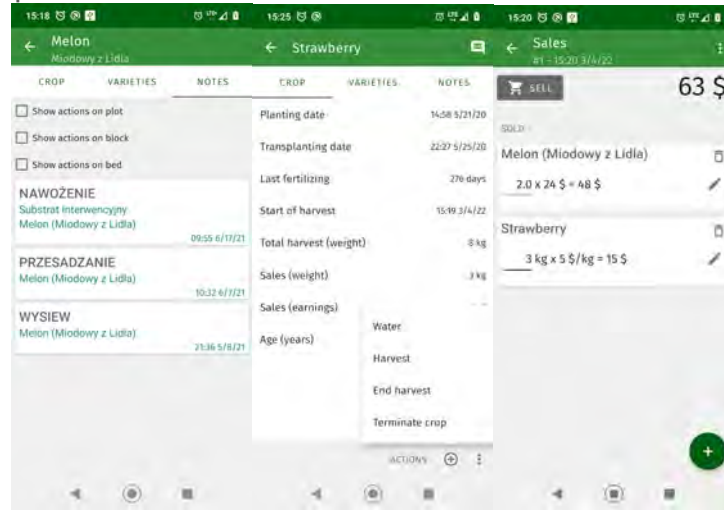 15:18
Melon
Miodowy z Lidla
CROP VARIETIES NOTES
Show actions on plot
Show actions on block
Show actions on bed
NAWOŻENIE
Substrat interwencyjny
Melon (Miodowy z Lidla)
09:55 6/17/21
PRZESADZANIE
Melon (Miodowy z Lidla)
10:32 6/7/21
WYSIEW
Melon (Miodowy z Lidla)
21:36 5/8/21
15:25
Strawberry
CROP VARIETIES NOTES
Planting date 14:58 5/21/20
Transplanting date 22:27 5/25/20
Last fertilizing 276 days
Start of harvest 15:19 3/4/22
Total harvest (weight) 8 kg
Sales (weight) 3 kg
Sales (earnings)
Age (years)
Water
Harvest
End harvest
Terminate crop
ACTIONS
15:20
Sales
#1 - 15:20 3/4/22
SELL 63 $
SOLD
Melon (Miodowy z Lidla)
2.0 x 24 $ = 48 $
Strawberry
3 kg x 5 $/kg = 15 $